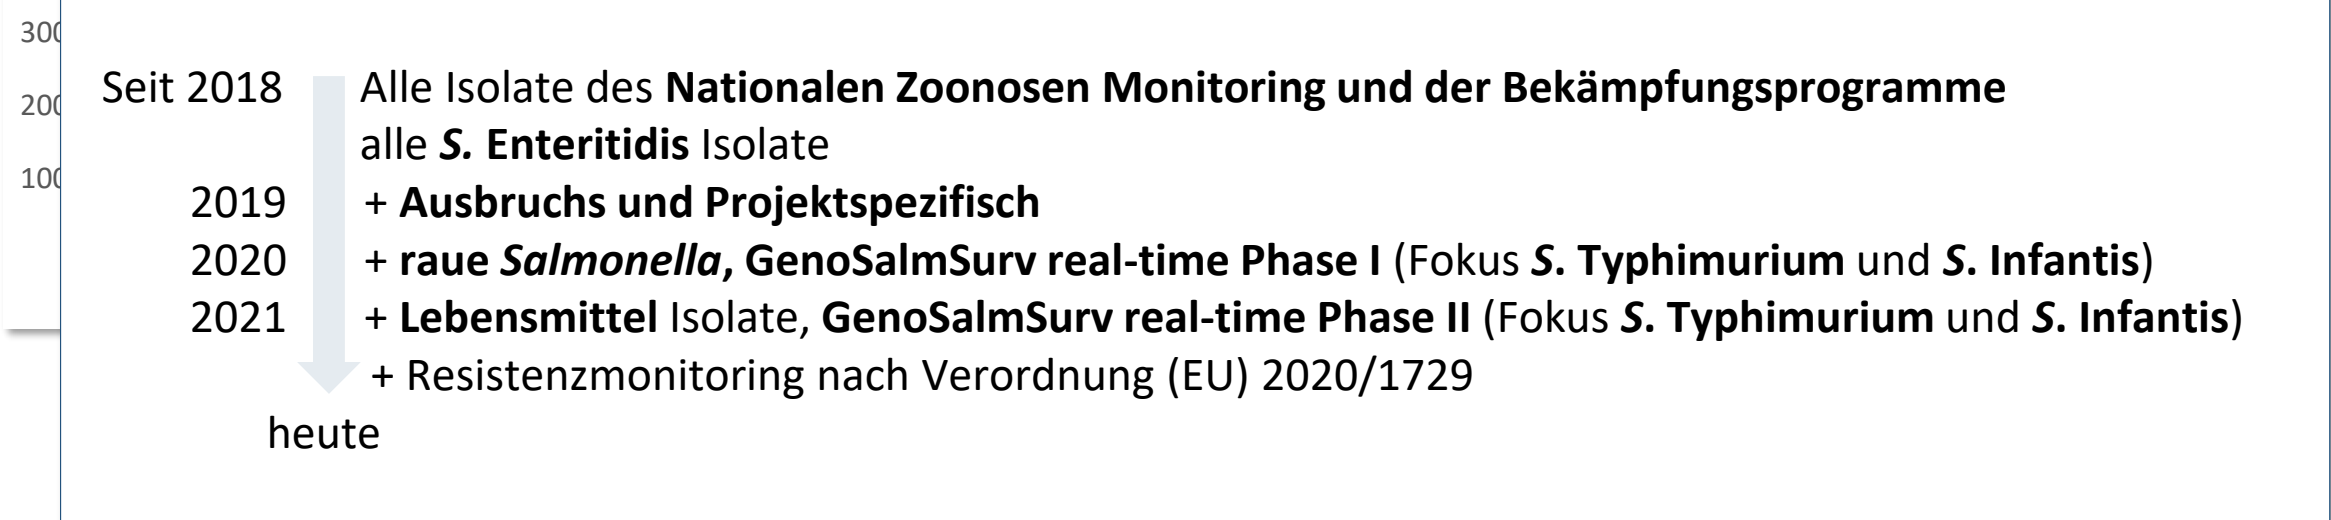 300
200
100
Seit 2018 Alle Isolate des Nationalen Zoonosen Monitoring und der Bekämpfungsprogramme
alle S. Enteritidis Isolate
2019 + Ausbruchs und Projektspezifisch
2020 + raue Salmonella, GenoSalmSurv real-time Phase I (Fokus S. Typhimurium und S. Infantis)
2021 + Lebensmittel Isolate, GenoSalmSurv real-time Phase II (Fokus S. Typhimurium und S. Infantis)
+ Resistenzmonitoring nach Verordnung (EU) 2020/1729
heute